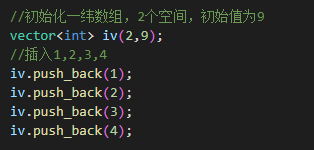 //初始化一纬数组，2个空间，初始值为9
vector<int> iv(2,9);
//插入1,2,3,4
iv.push_back(1);
iv.push_back(2);
iv.push_back(3);
iv.push_back(4);